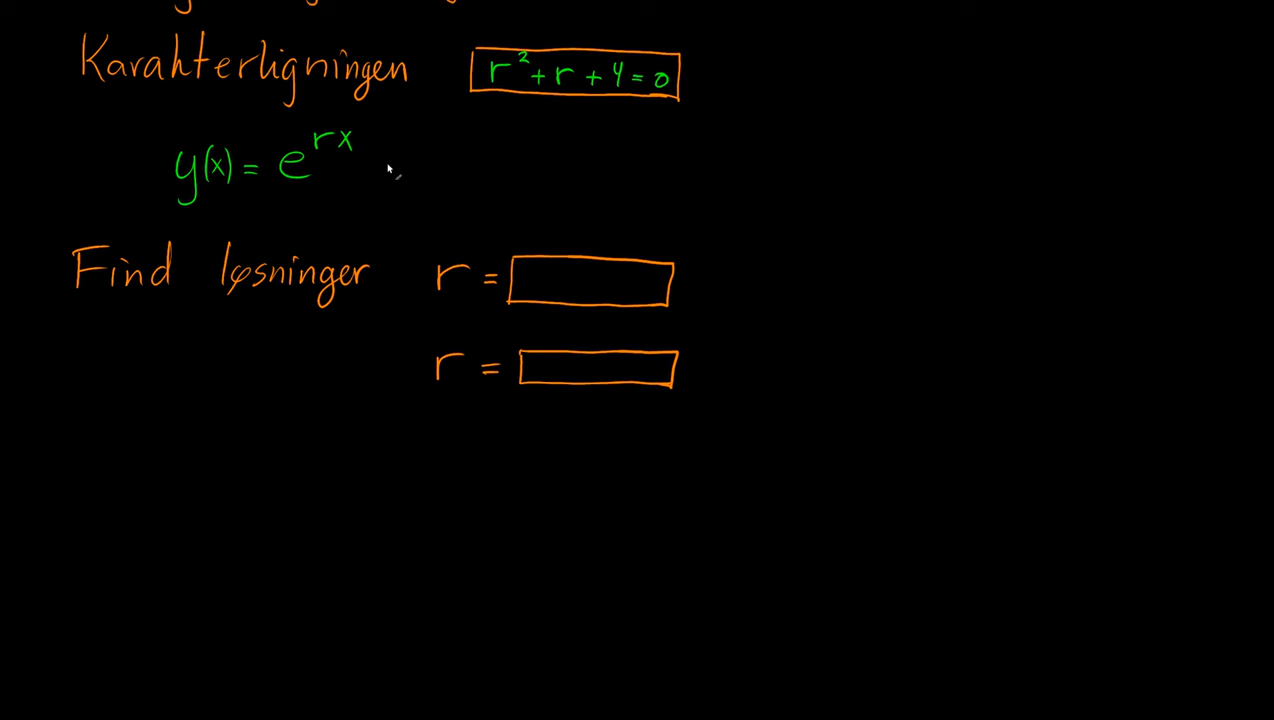 Karakterligningen r² + r + 4 = 0
y(x) = e^{rx}
Find løsninger r =
r =